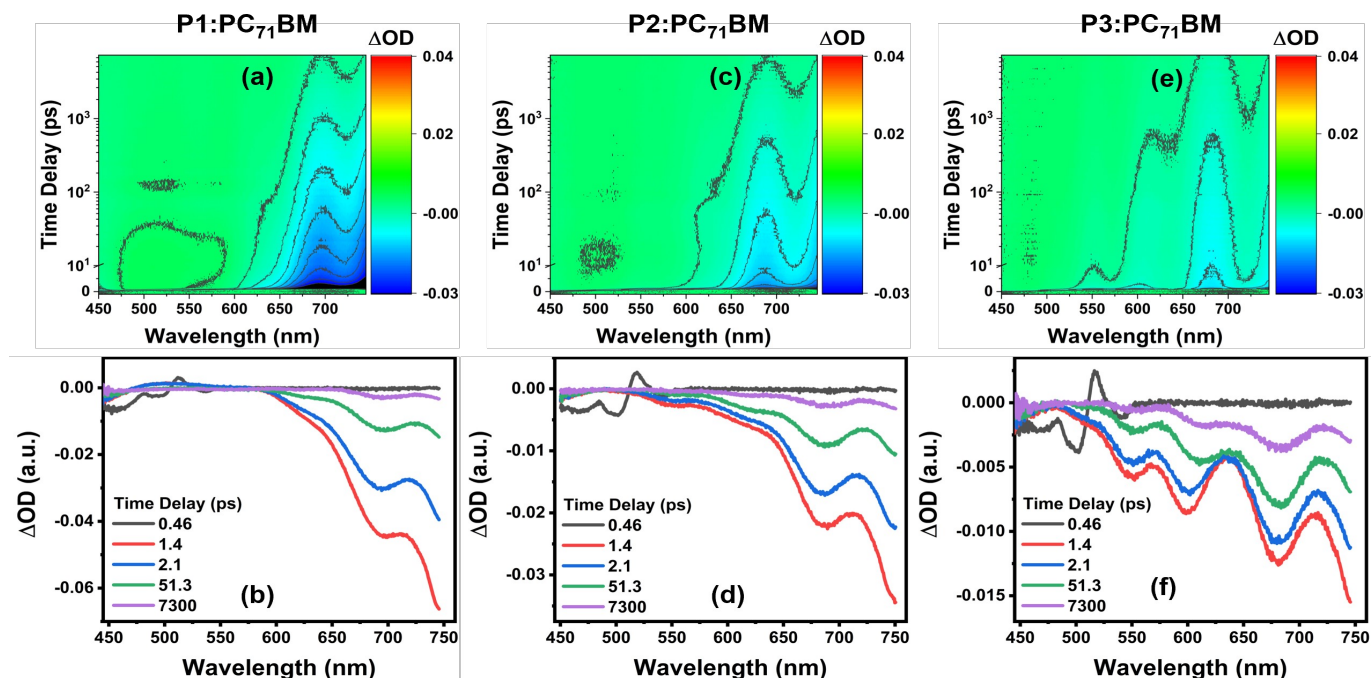 P1:PC₇₁BM
ΔOD
(a)
0.04
0.02
-0.00
-0.03
10³
10²
10¹
0
Time Delay (ps)
450 500 550 600 650 700
Wavelength (nm)
P2:PC₇₁BM
ΔOD
(c)
0.04
0.02
-0.00
-0.03
10³
10²
10¹
0
Time Delay (ps)
450 500 550 600 650 700
Wavelength (nm)
P3:PC₇₁BM
ΔOD
(e)
0.04
0.02
-0.00
-0.03
10³
10²
10¹
0
Time Delay (ps)
450 500 550 600 650 700
Wavelength (nm)
0.00
-0.02
-0.04
-0.06
ΔOD (a.u.)
Time Delay (ps)
0.46
1.4
2.1
51.3
7300
(b)
450 500 550 600 650 700 750
Wavelength (nm)
0.00
-0.01
-0.02
-0.03
ΔOD (a.u.)
Time Delay (ps)
0.46
1.4
2.1
51.3
7300
(d)
450 500 550 600 650 700 750
Wavelength (nm)
0.000
-0.005
-0.010
-0.015
ΔOD (a.u.)
Time Delay (ps)
0.46
1.4
2.1
51.3
7300
(f)
450 500 550 600 650 700 750
Wavelength (nm)